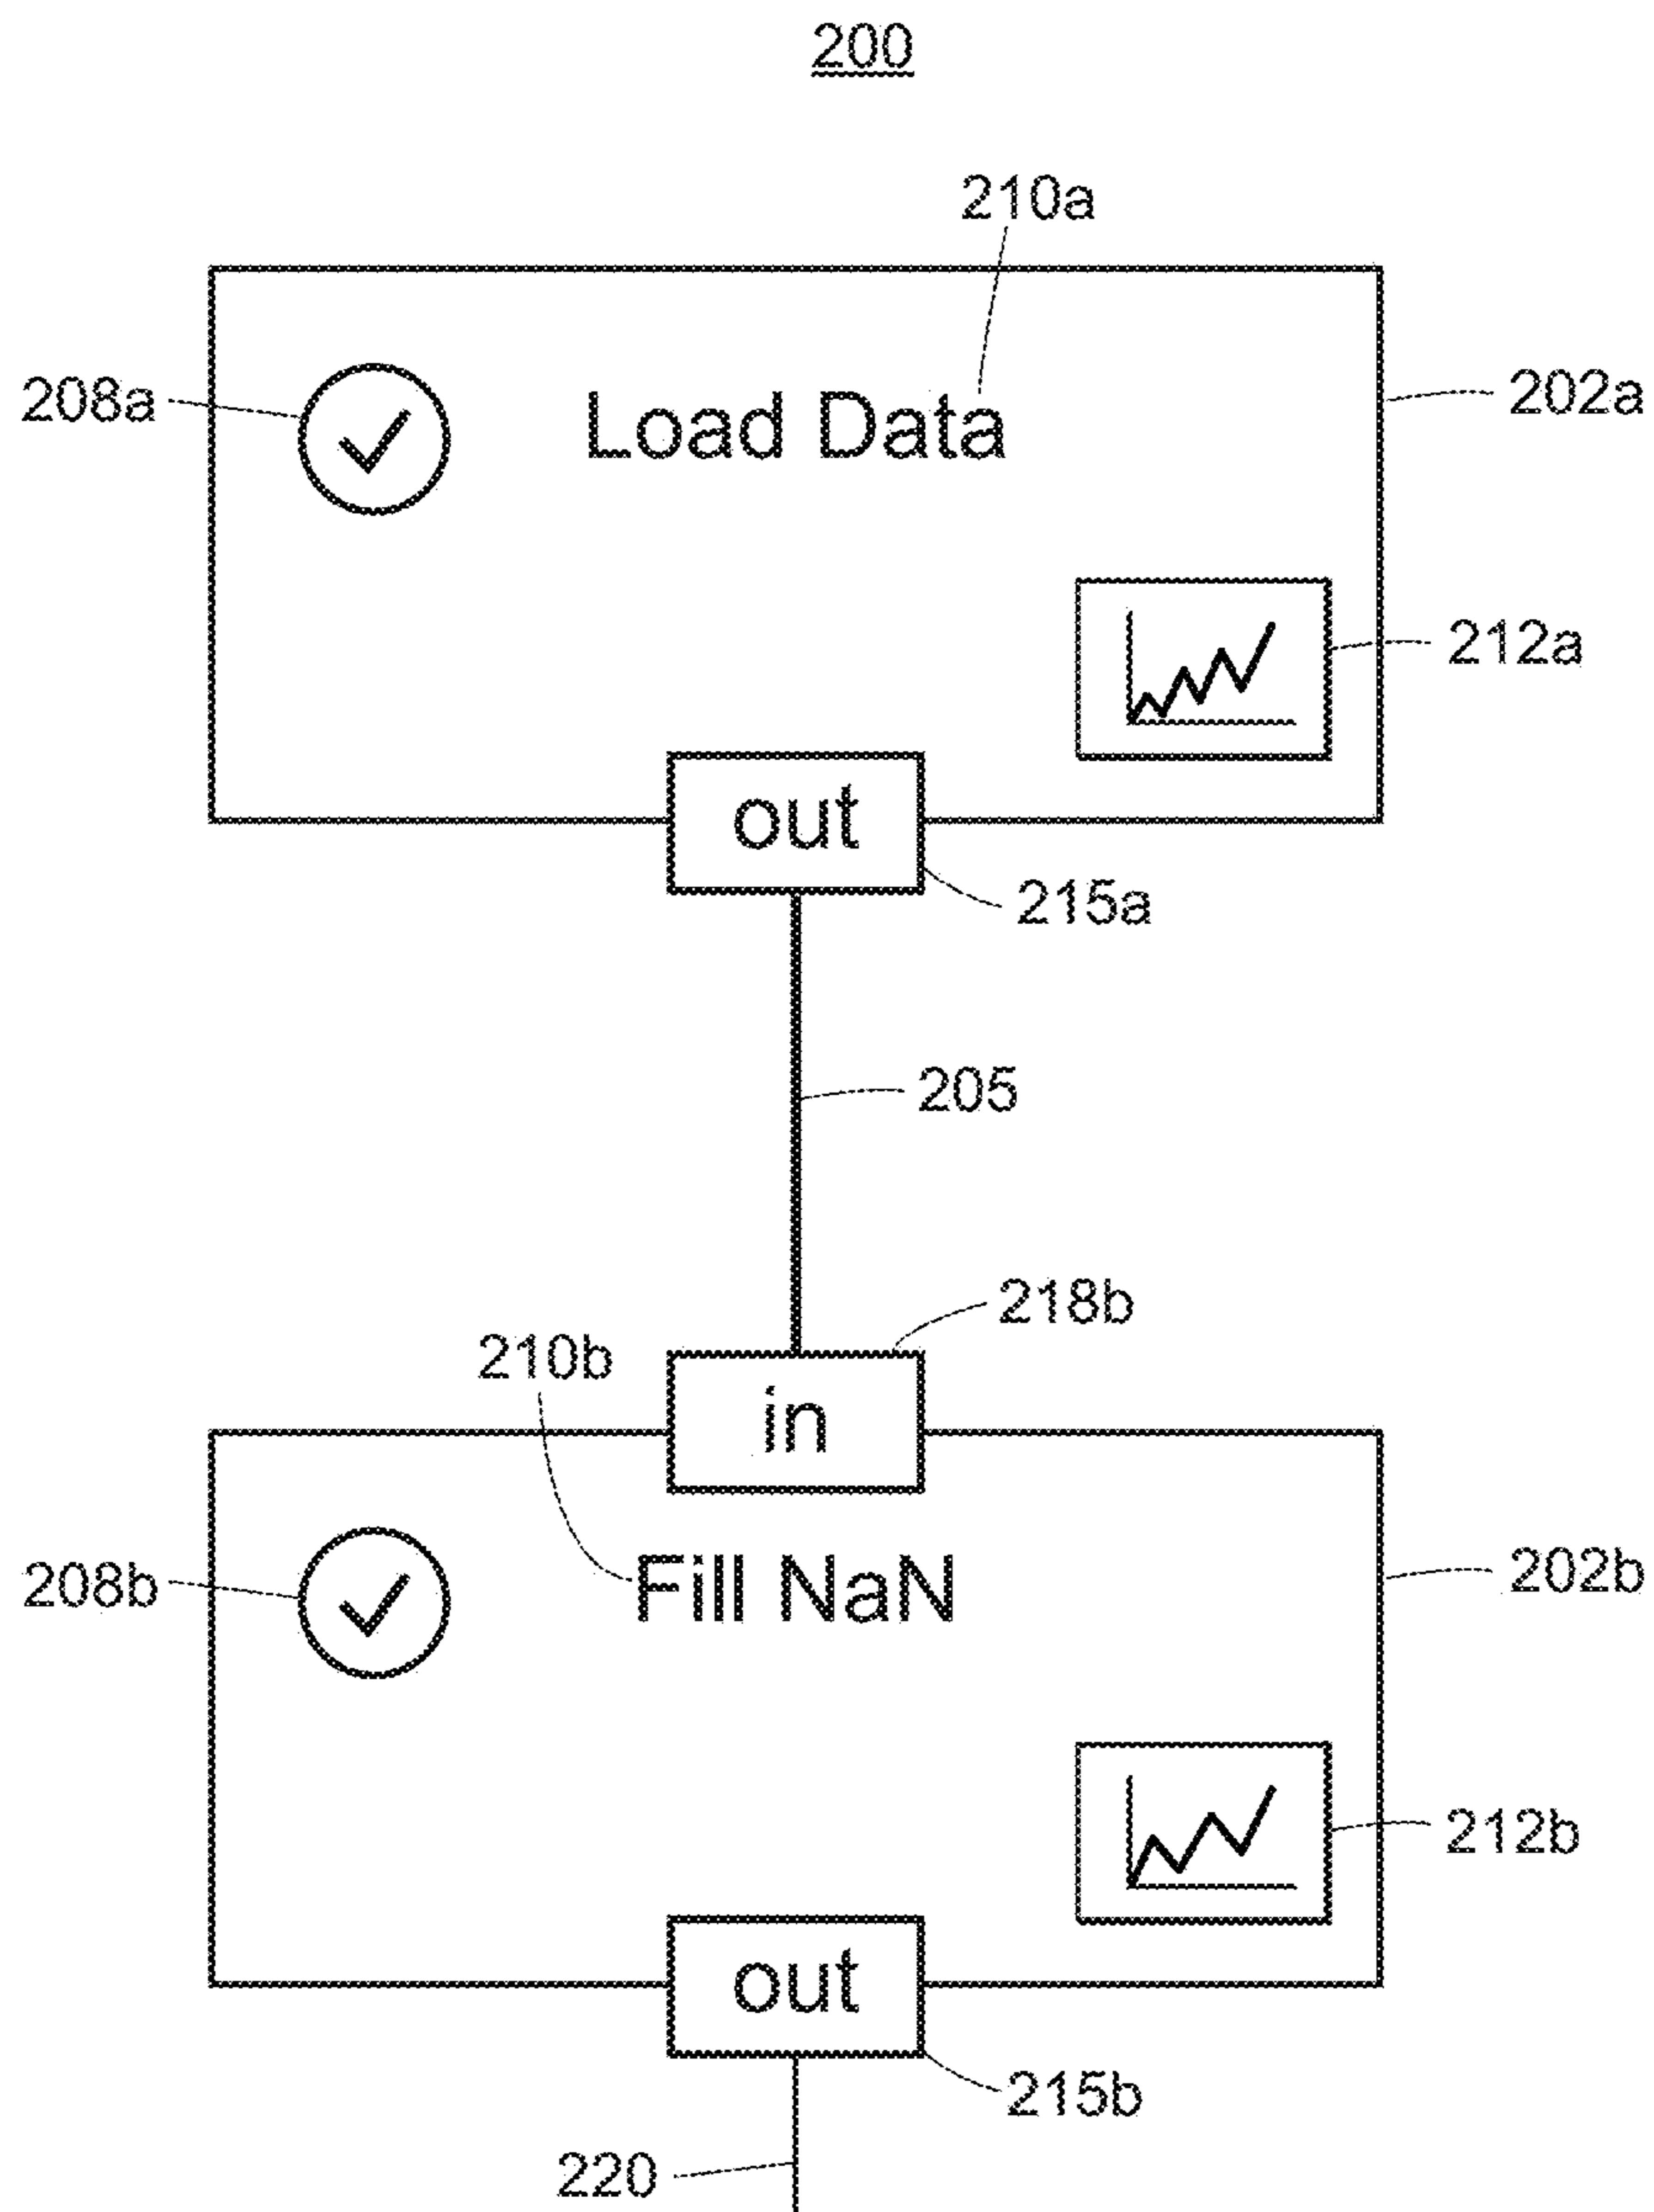 200
210a
208a
Load Data
202a
212a
out
215a
205
218b
210b
in
208b
Fill NaN
202b
212b
out
215b
220